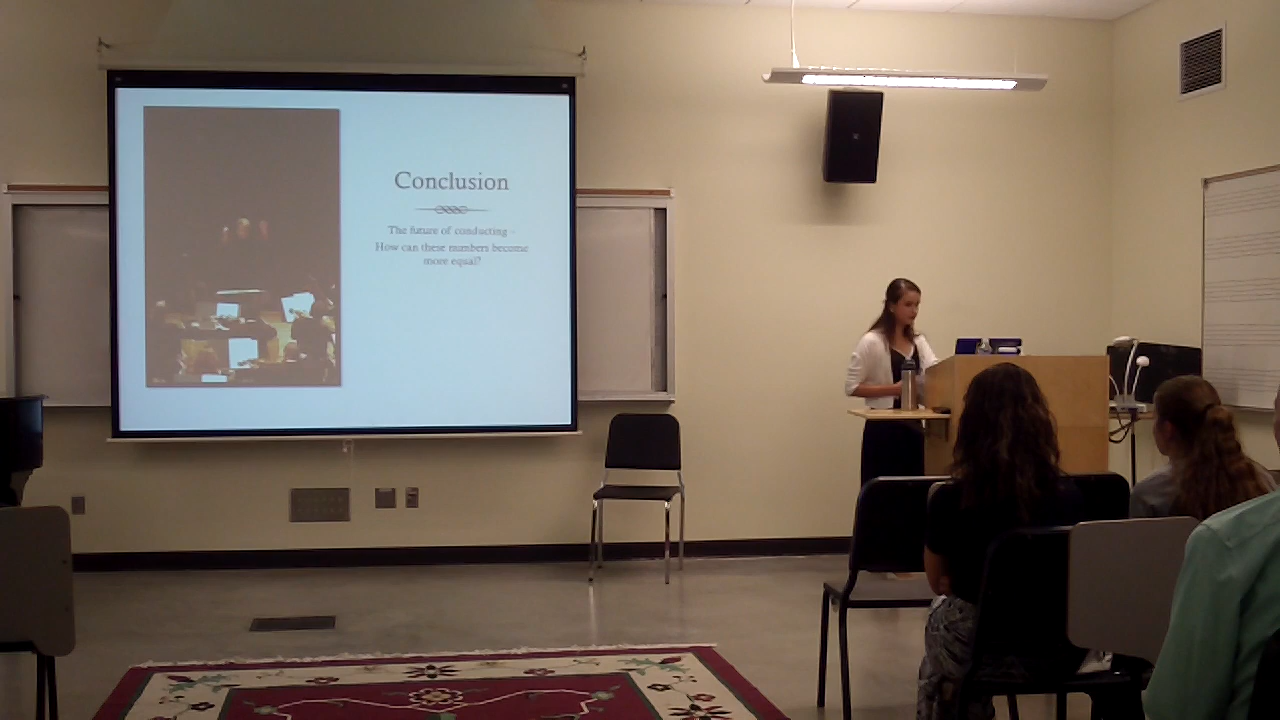 Conclusion
The future of conducting –
How can these numbers become
more equal?